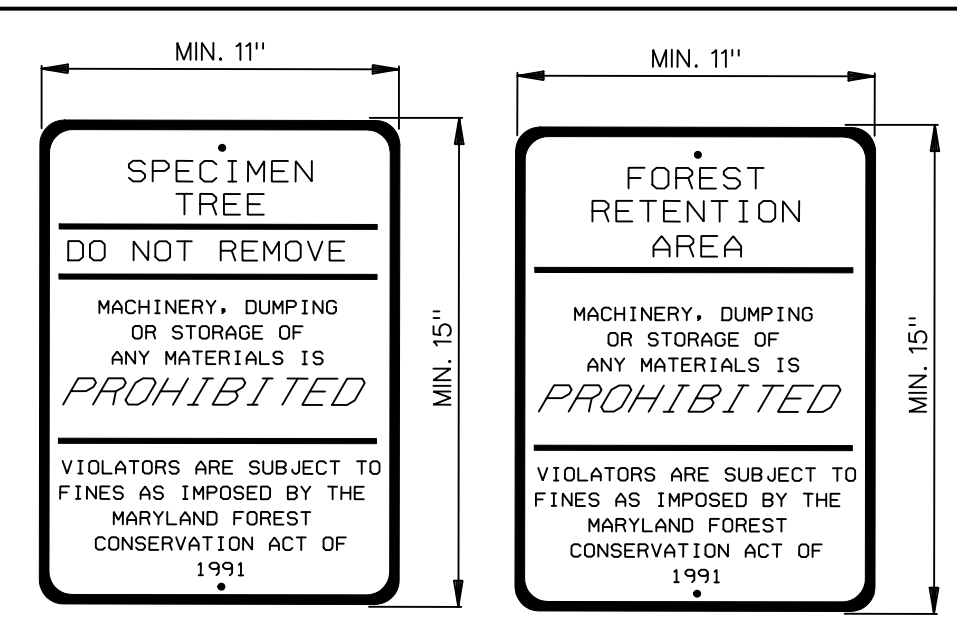 MIN. 11"
SPECIMEN
TREE
DO NOT REMOVE
MACHINERY, DUMPING
OR STORAGE OF
ANY MATERIALS IS
PROHIBITED
VIOLATORS ARE SUBJECT TO
FINES AS IMPOSED BY THE
MARYLAND FOREST
CONSERVATION ACT OF
1991
MIN. 15"
MIN. 11"
FOREST
RETENTION
AREA
MACHINERY, DUMPING
OR STORAGE OF
ANY MATERIALS IS
PROHIBITED
VIOLATORS ARE SUBJECT TO
FINES AS IMPOSED BY THE
MARYLAND FOREST
CONSERVATION ACT OF
1991
MIN. 15"